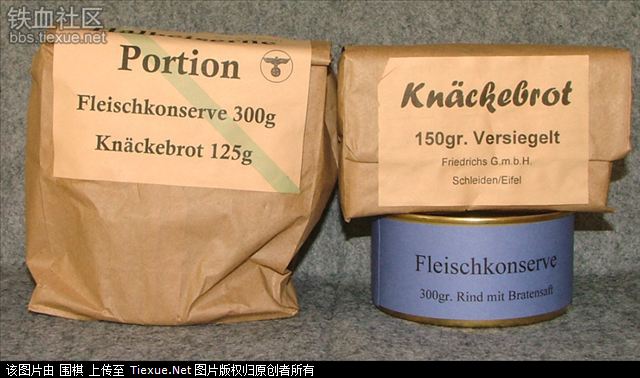 铁血社区
bbs.tiexue.net
Portion
Fleischkonserve 300g
Knäckebrot 125g
Knäckebrot
150gr. Versiegelt
Friedrichs G.m.b.H.
Schleiden/Eifel
Fleischkonserve
300gr. Rind mit Bratensaft
该图片由 围棋 上传至 Tiexue.Net 图片版权归原创者所有